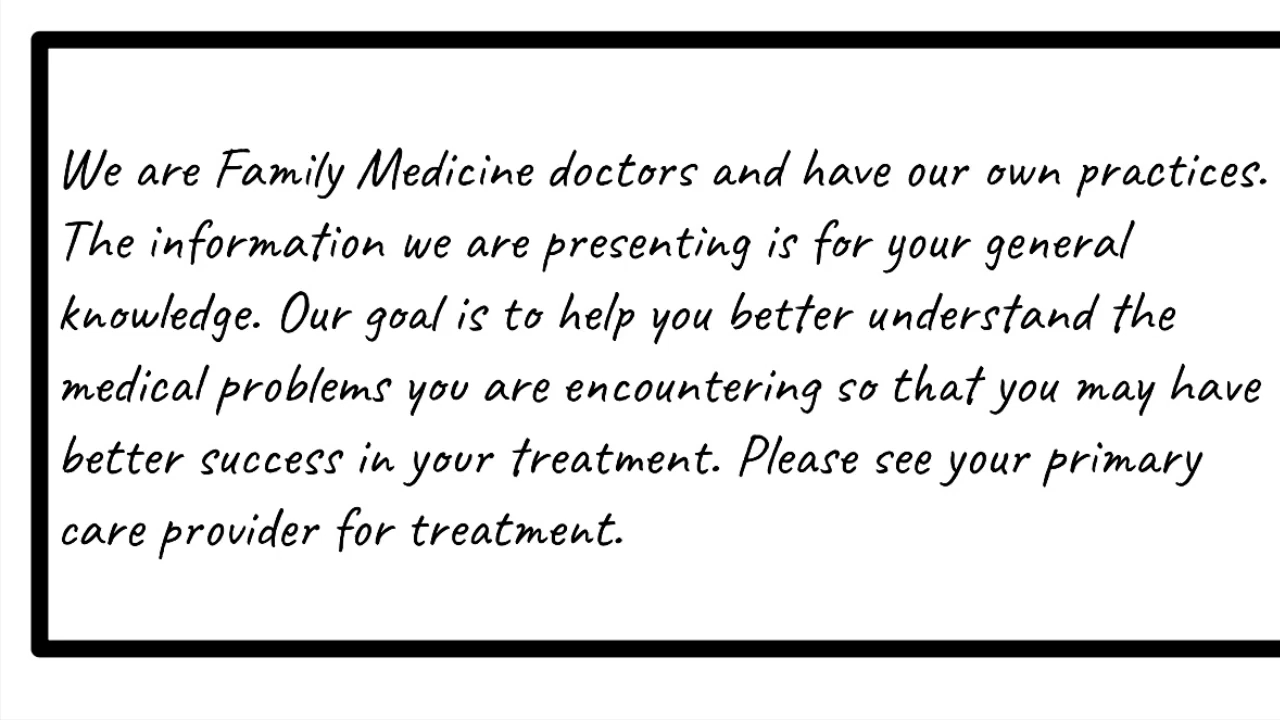 We are Family Medicine doctors and have our own practices.
The information we are presenting is for your general
knowledge. Our goal is to help you better understand the
medical problems you are encountering so that you may have
better success in your treatment. Please see your primary
care provider for treatment.